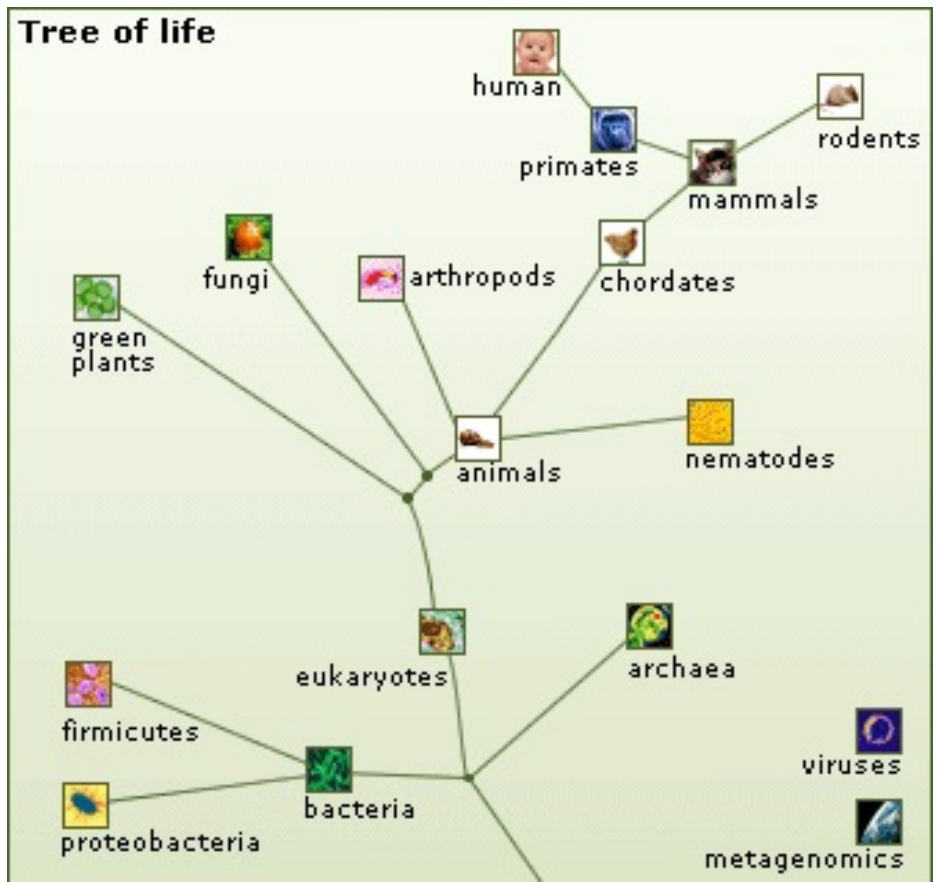 Tree of life
human
rodents
primates
mammals
fungi
arthropods
chordates
green
plants
nematodes
animals
eukaryotes
archaea
firmicutes
viruses
bacteria
proteobacteria
metagenomics